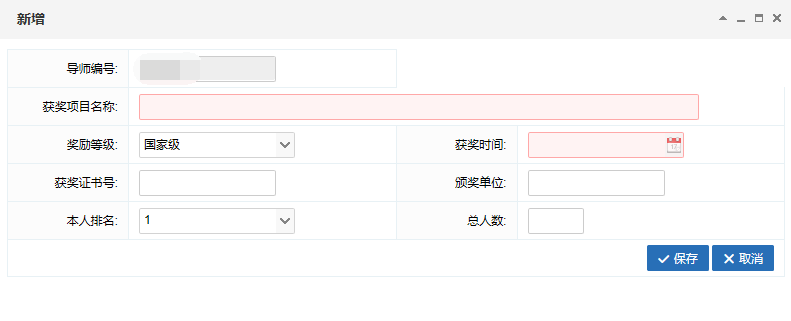 新增
导师编号:
获奖项目名称:
奖励等级: 国家级 获奖时间:
获奖证书号: 颁奖单位:
本人排名: 1 总人数:
保存 取消